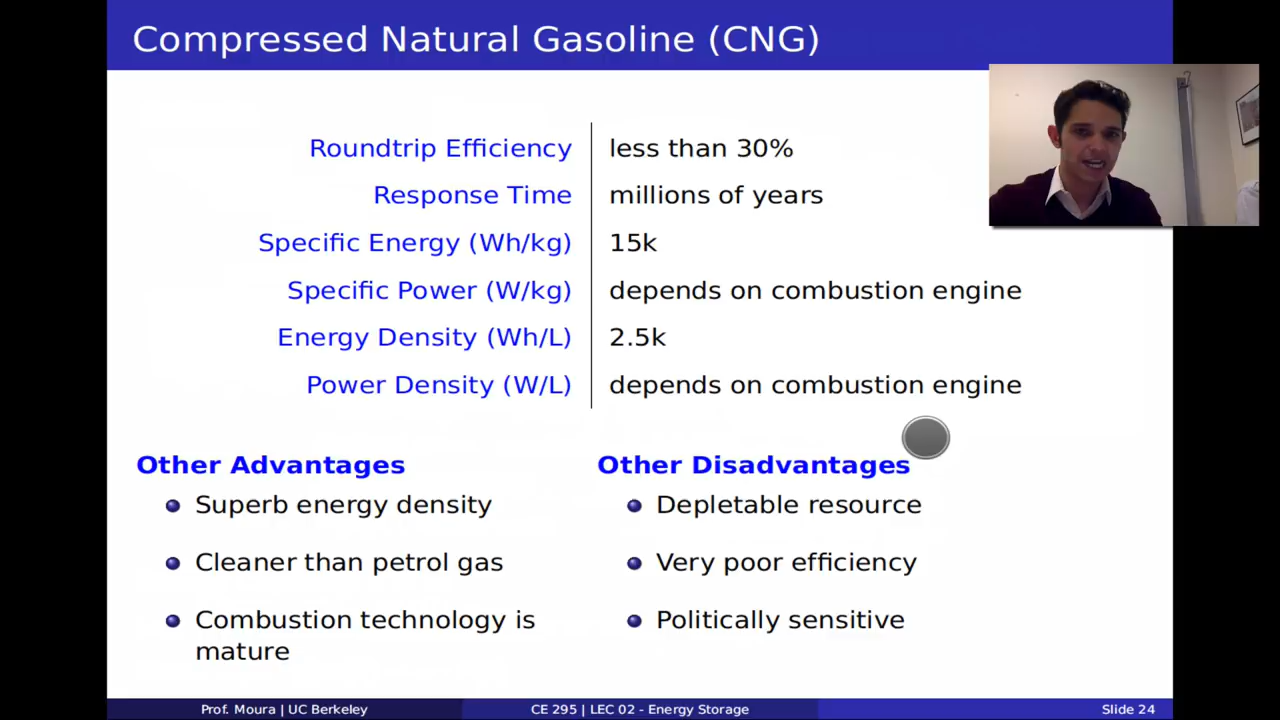 Compressed Natural Gasoline (CNG)
Roundtrip Efficiency less than 30%
Response Time millions of years
Specific Energy (Wh/kg) 15k
Specific Power (W/kg) depends on combustion engine
Energy Density (Wh/L) 2.5k
Power Density (W/L) depends on combustion engine
Other Advantages
Superb energy density
Cleaner than petrol gas
Combustion technology is
mature
Other Disadvantages
Depletable resource
Very poor efficiency
Politically sensitive
Prof. Moura | UC Berkeley CE 295 | LEC 02 - Energy Storage Slide 24